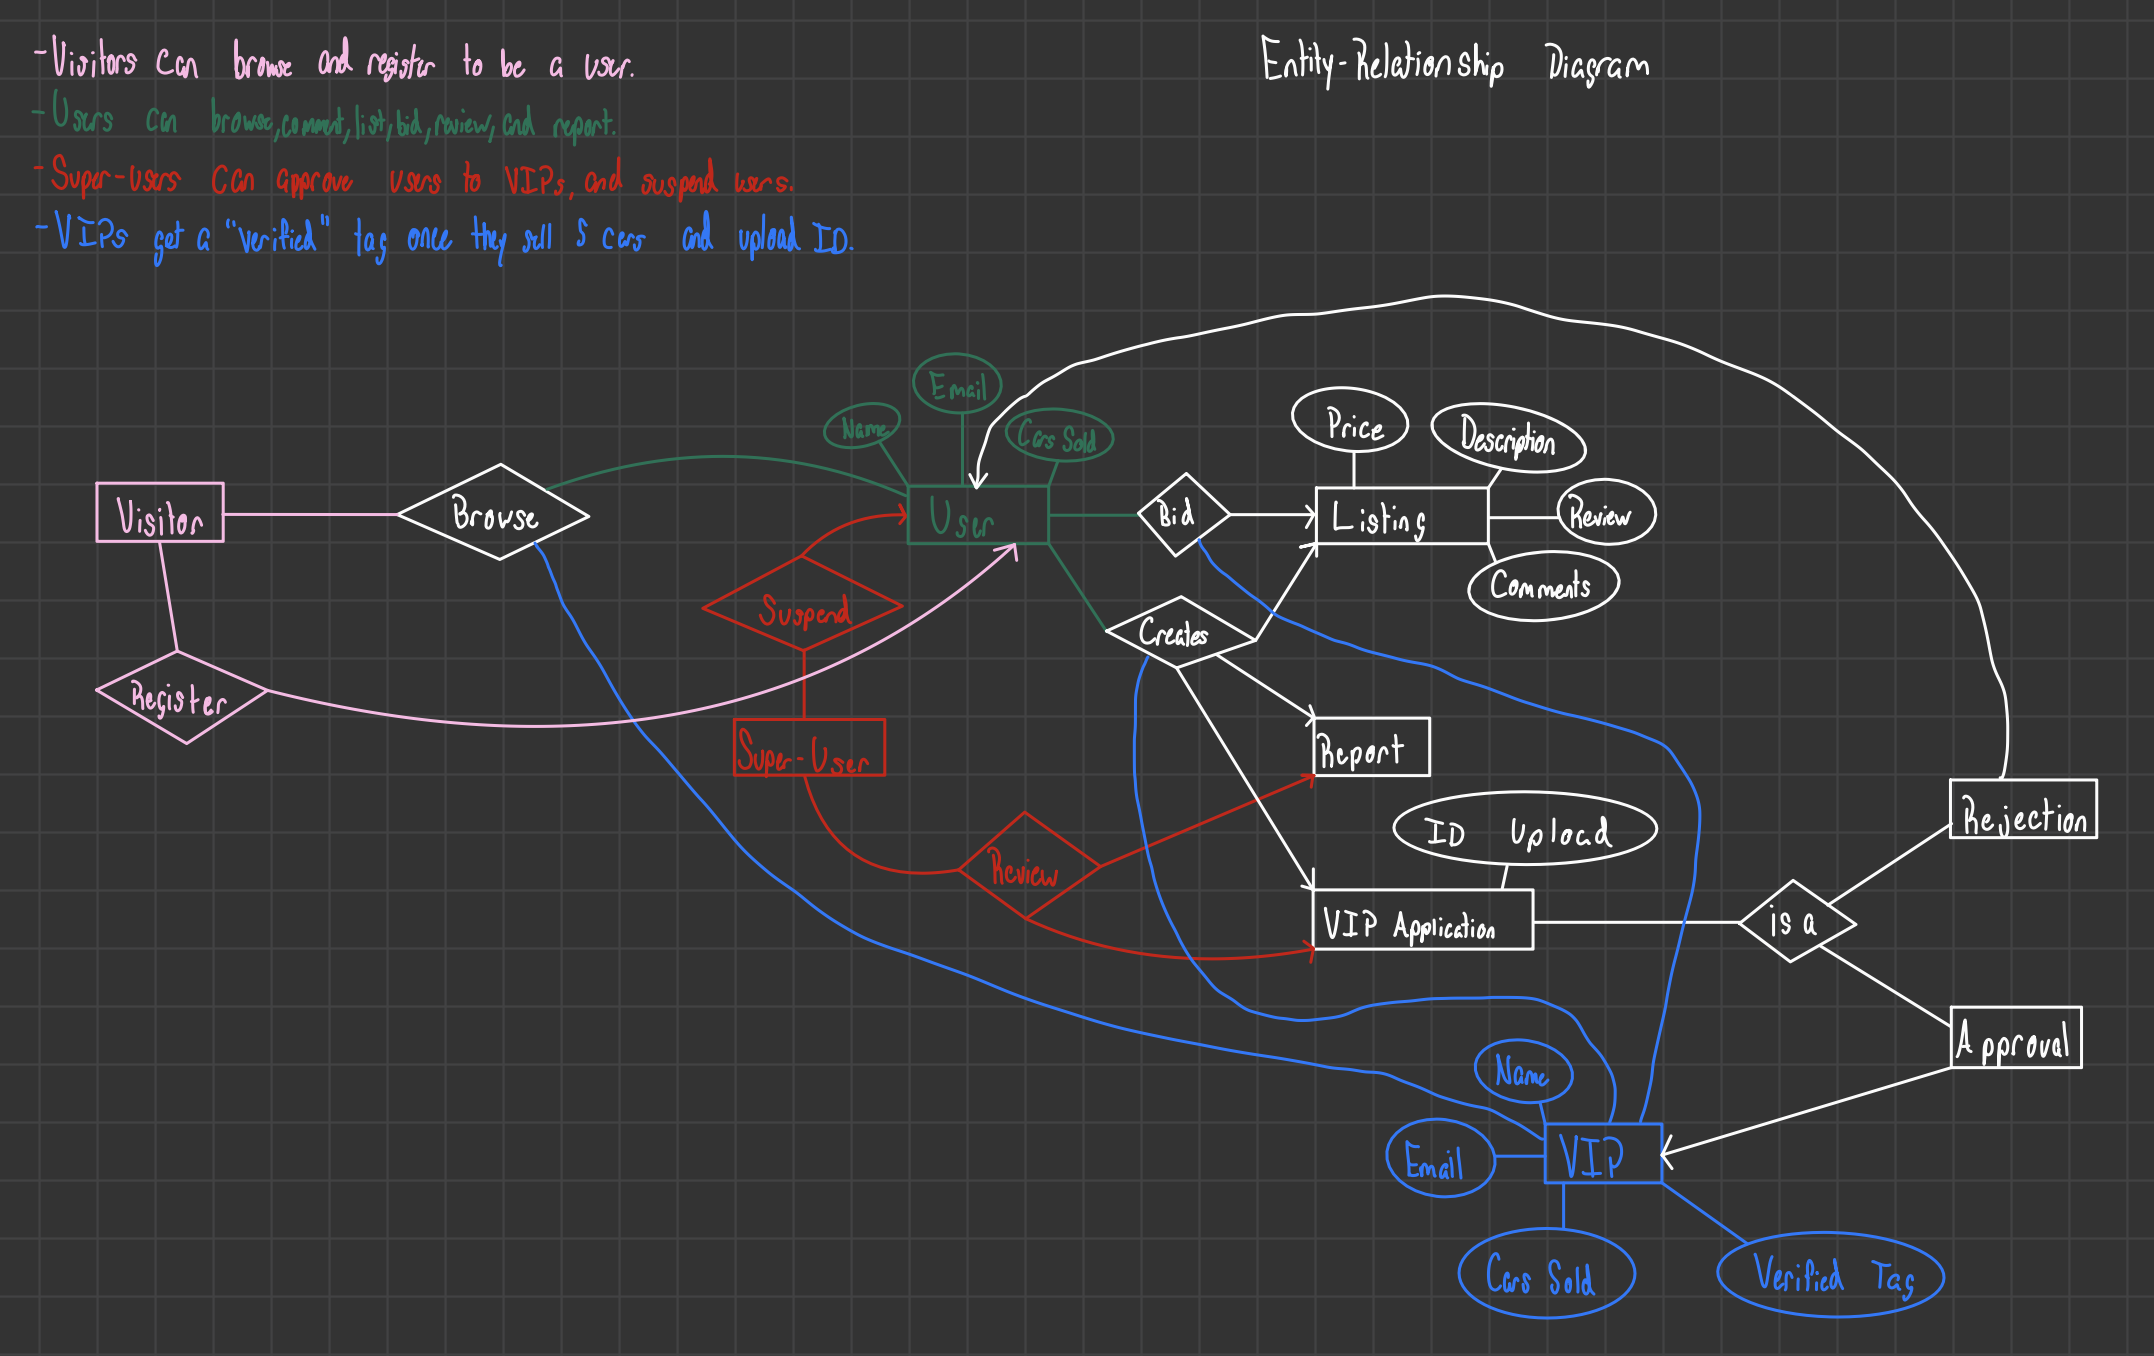 Entity-Relationship Diagram
-Visitors can browse and register to be a user.
-Users can browse, comment, list, bid, review, and report.
-Super-users can approve users to VIPs, and suspend users.
-VIPs get a "verified" tag once they sell 5 cars and upload ID.
Email
Name
Cars Sold
Price
Description
Visitor
Browse
User
Bid
Listing
Review
Comments
Suspend
Creates
Register
Super-User
Report
ID Upload
Rejection
Review
VIP Application
is a
Approval
Name
Email
VIP
Cars Sold
Verified Tag